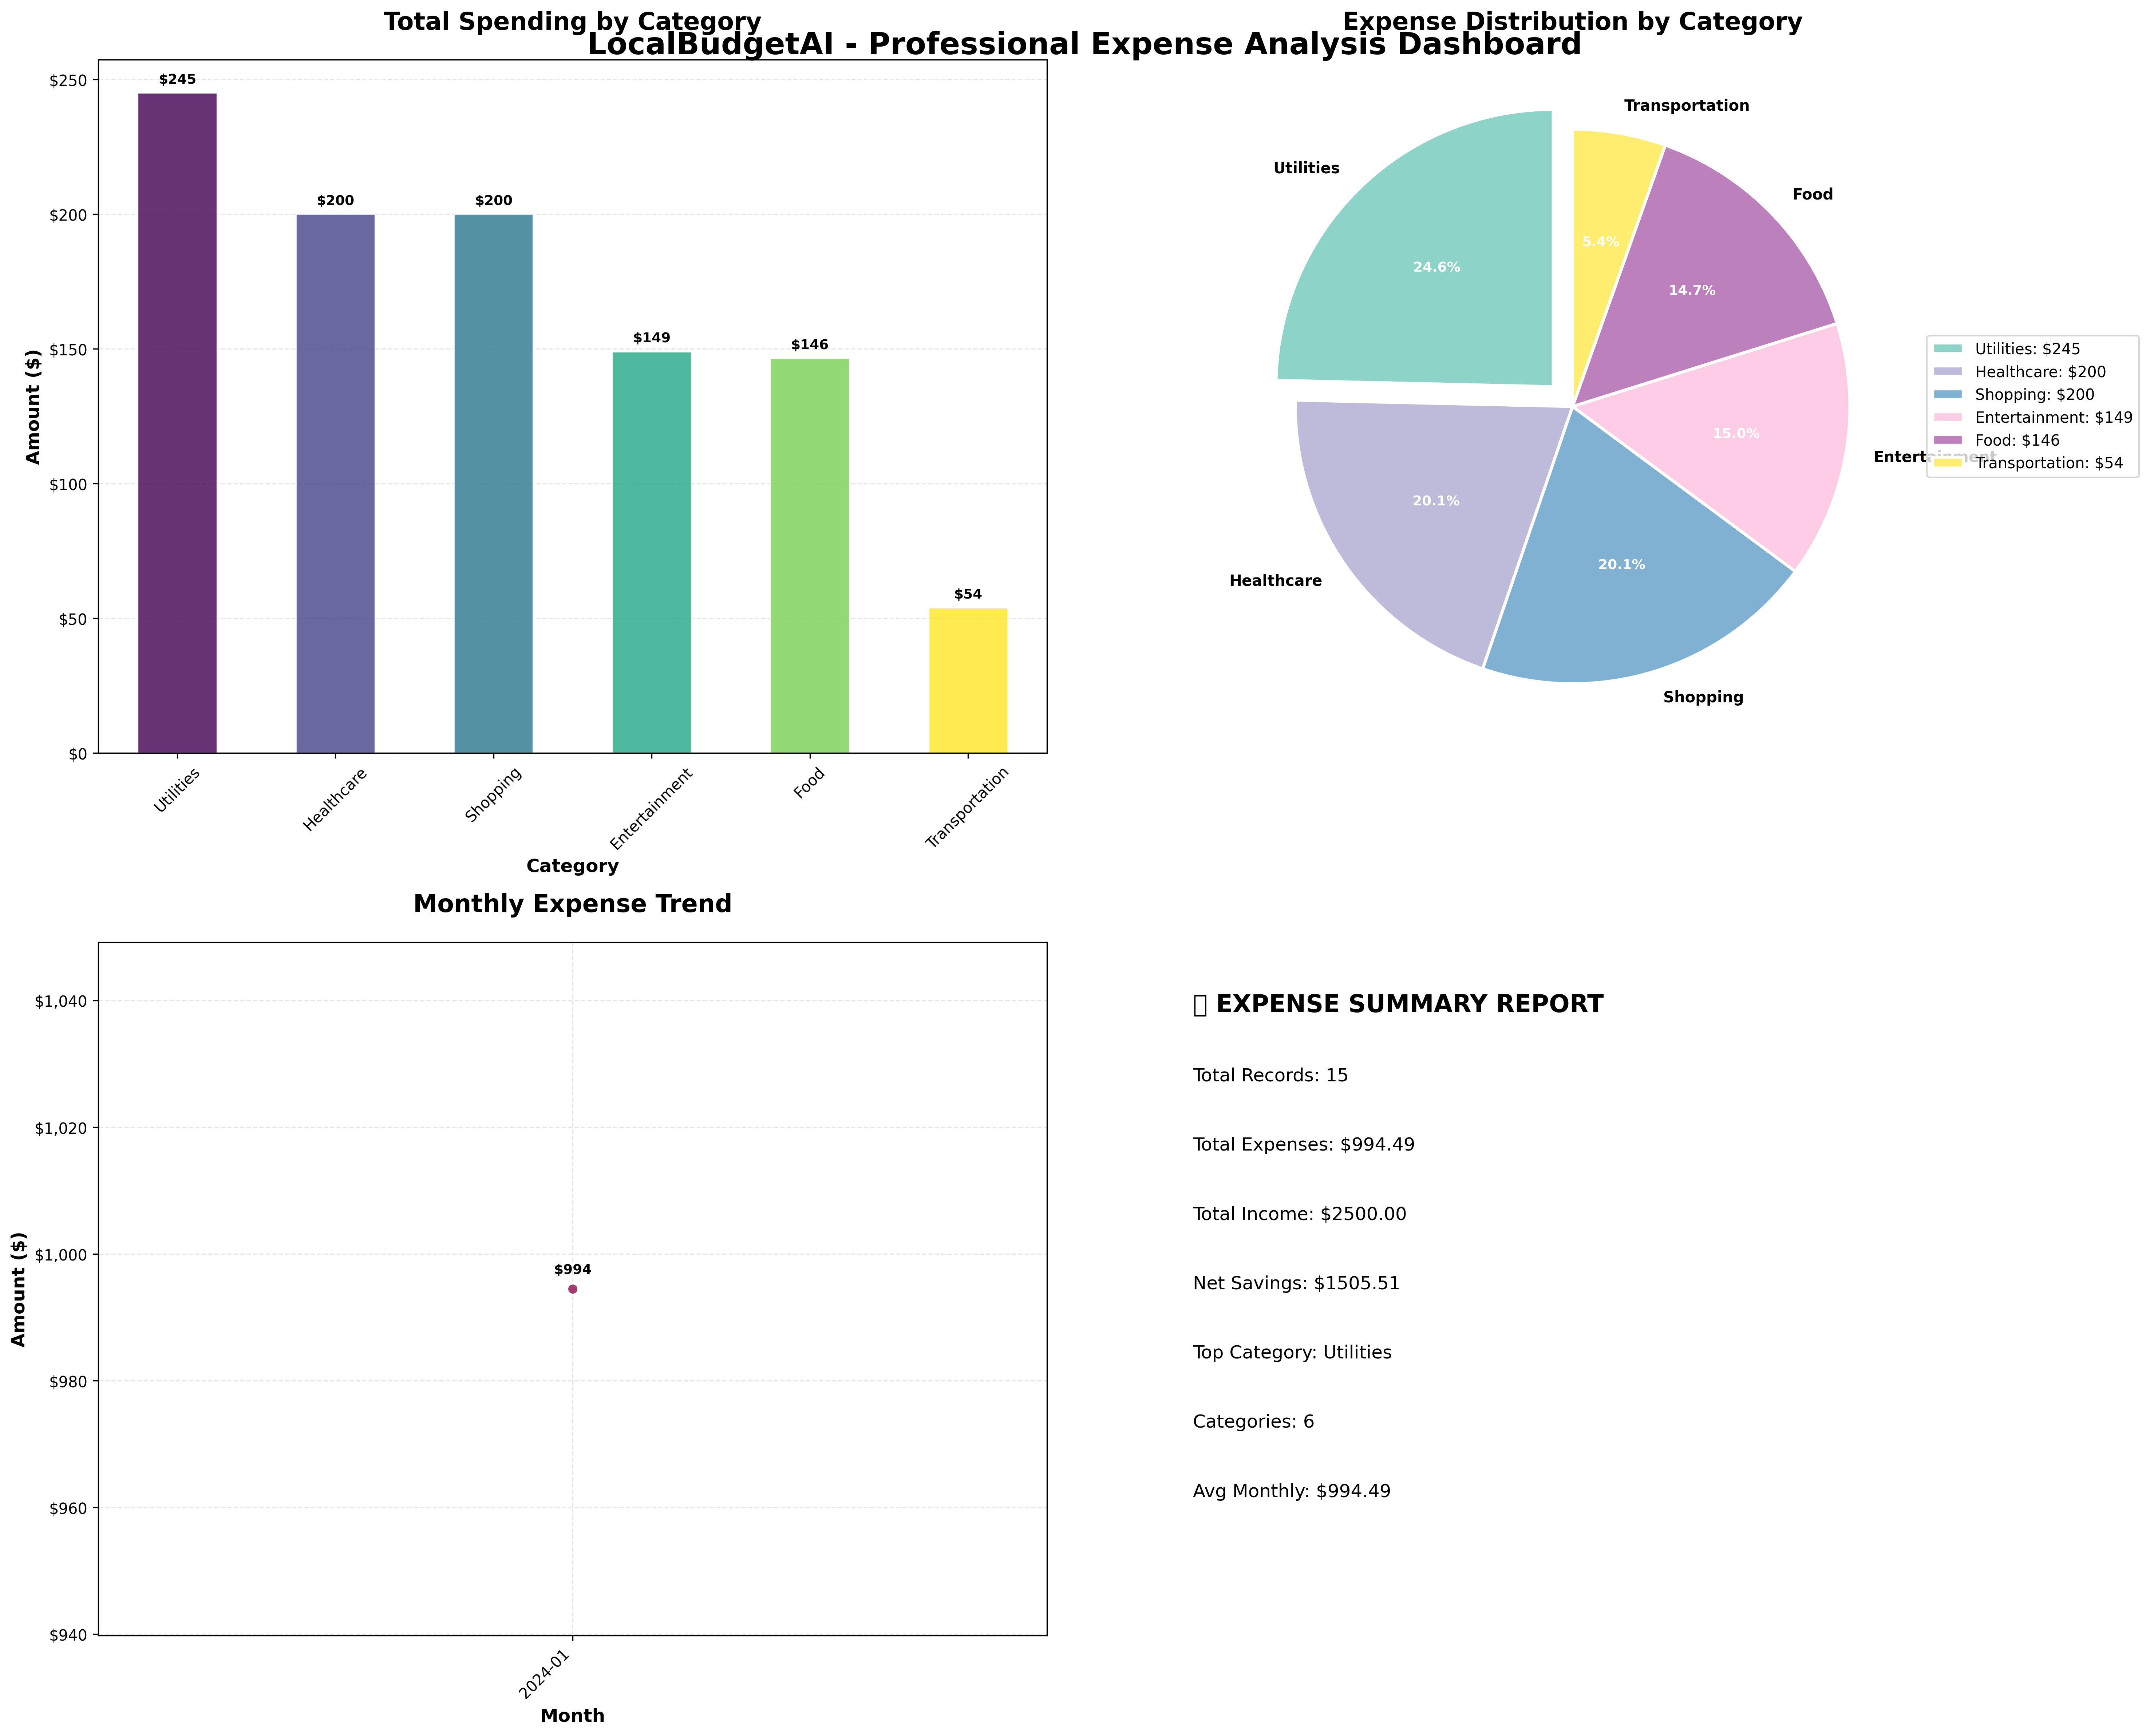 Total Spending by Category
Expense Distribution by Category
LocalBudgetAI - Professional Expense Analysis Dashboard
$250
$200
$150
$100
$50
$0
Amount ($)
$245
$200
$200
$149
$146
$54
Utilities
Healthcare
Shopping
Entertainment
Food
Transportation
Category
Transportation
Utilities
Food
5.4%
24.6%
14.7%
15.0%
20.1%
20.1%
Entertainment
Healthcare
Shopping
Utilities: $245
Healthcare: $200
Shopping: $200
Entertainment: $149
Food: $146
Transportation: $54
Monthly Expense Trend
$1,040
$1,020
$1,000
$980
$960
$940
Amount ($)
$994
2024-01
Month
EXPENSE SUMMARY REPORT
Total Records: 15
Total Expenses: $994.49
Total Income: $2500.00
Net Savings: $1505.51
Top Category: Utilities
Categories: 6
Avg Monthly: $994.49